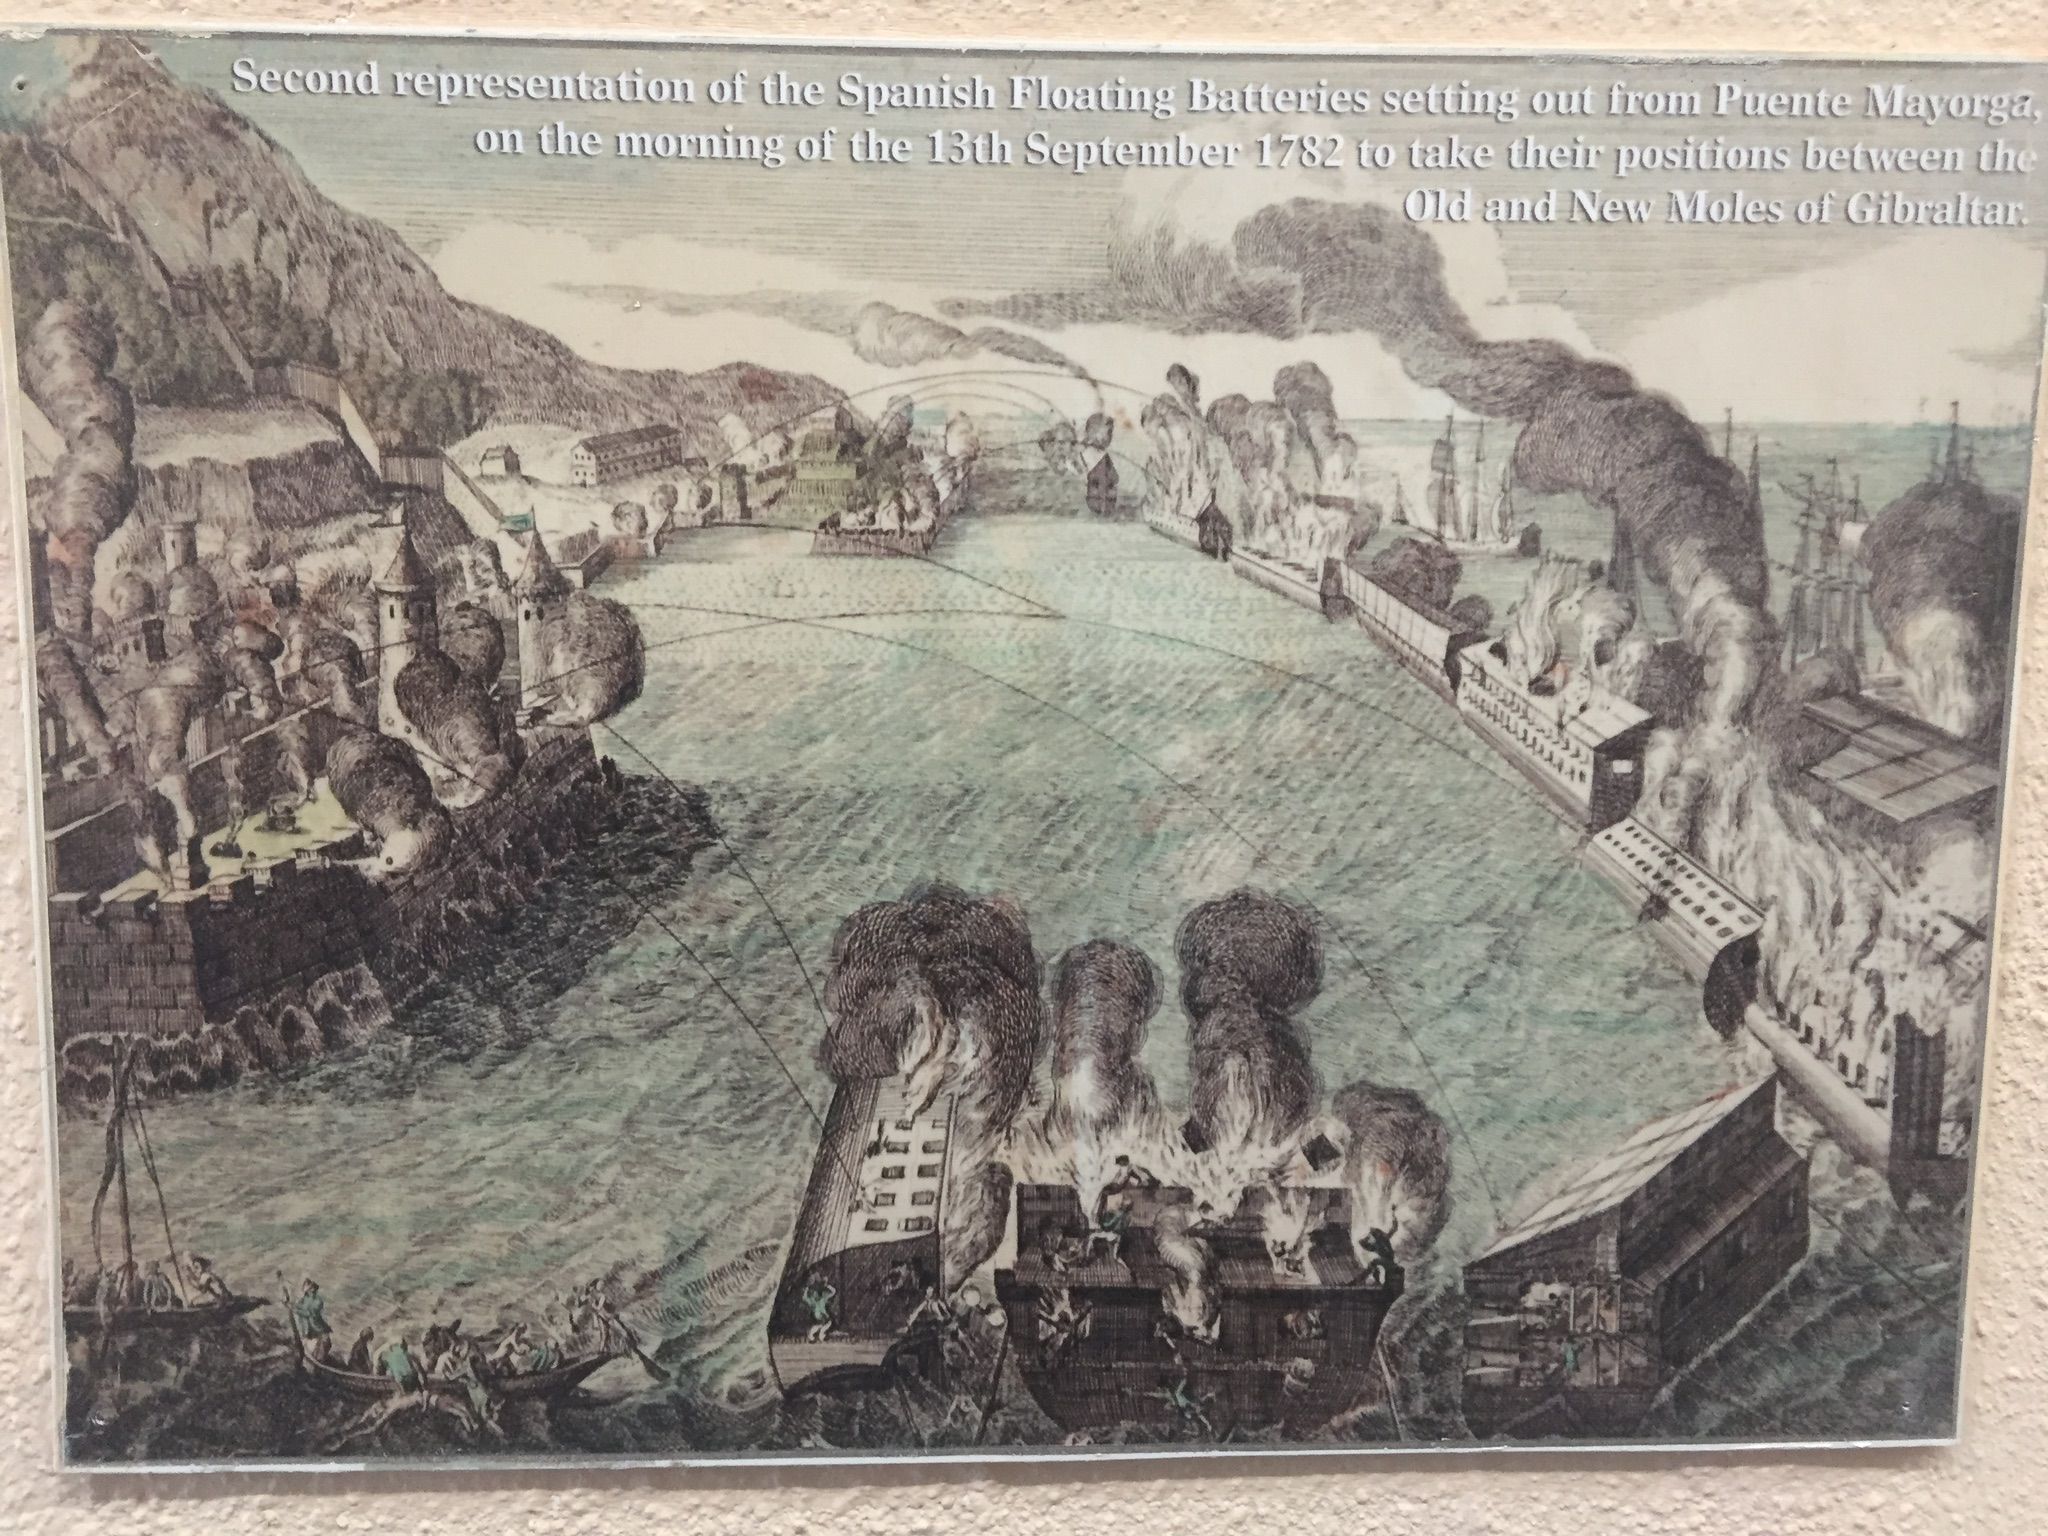 Second representation of the Spanish Floating Batteries setting out from Puente Mayorga,
on the morning of the 13th September 1782 to take their positions between the
Old and New Moles of Gibraltar.